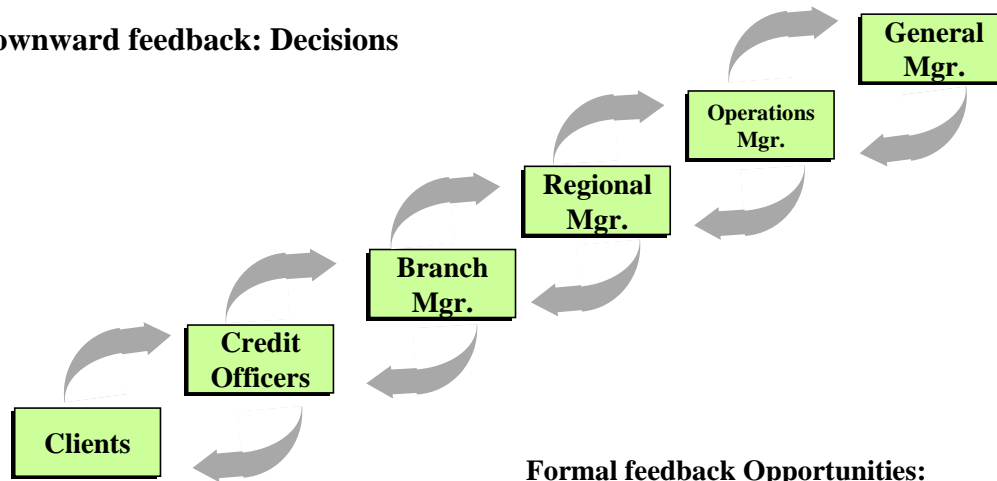 ownward feedback: Decisions
General
Mgr.
Operations
Mgr.
Regional
Mgr.
Branch
Mgr.
Credit
Officers
Clients
Formal feedback Opportunities: